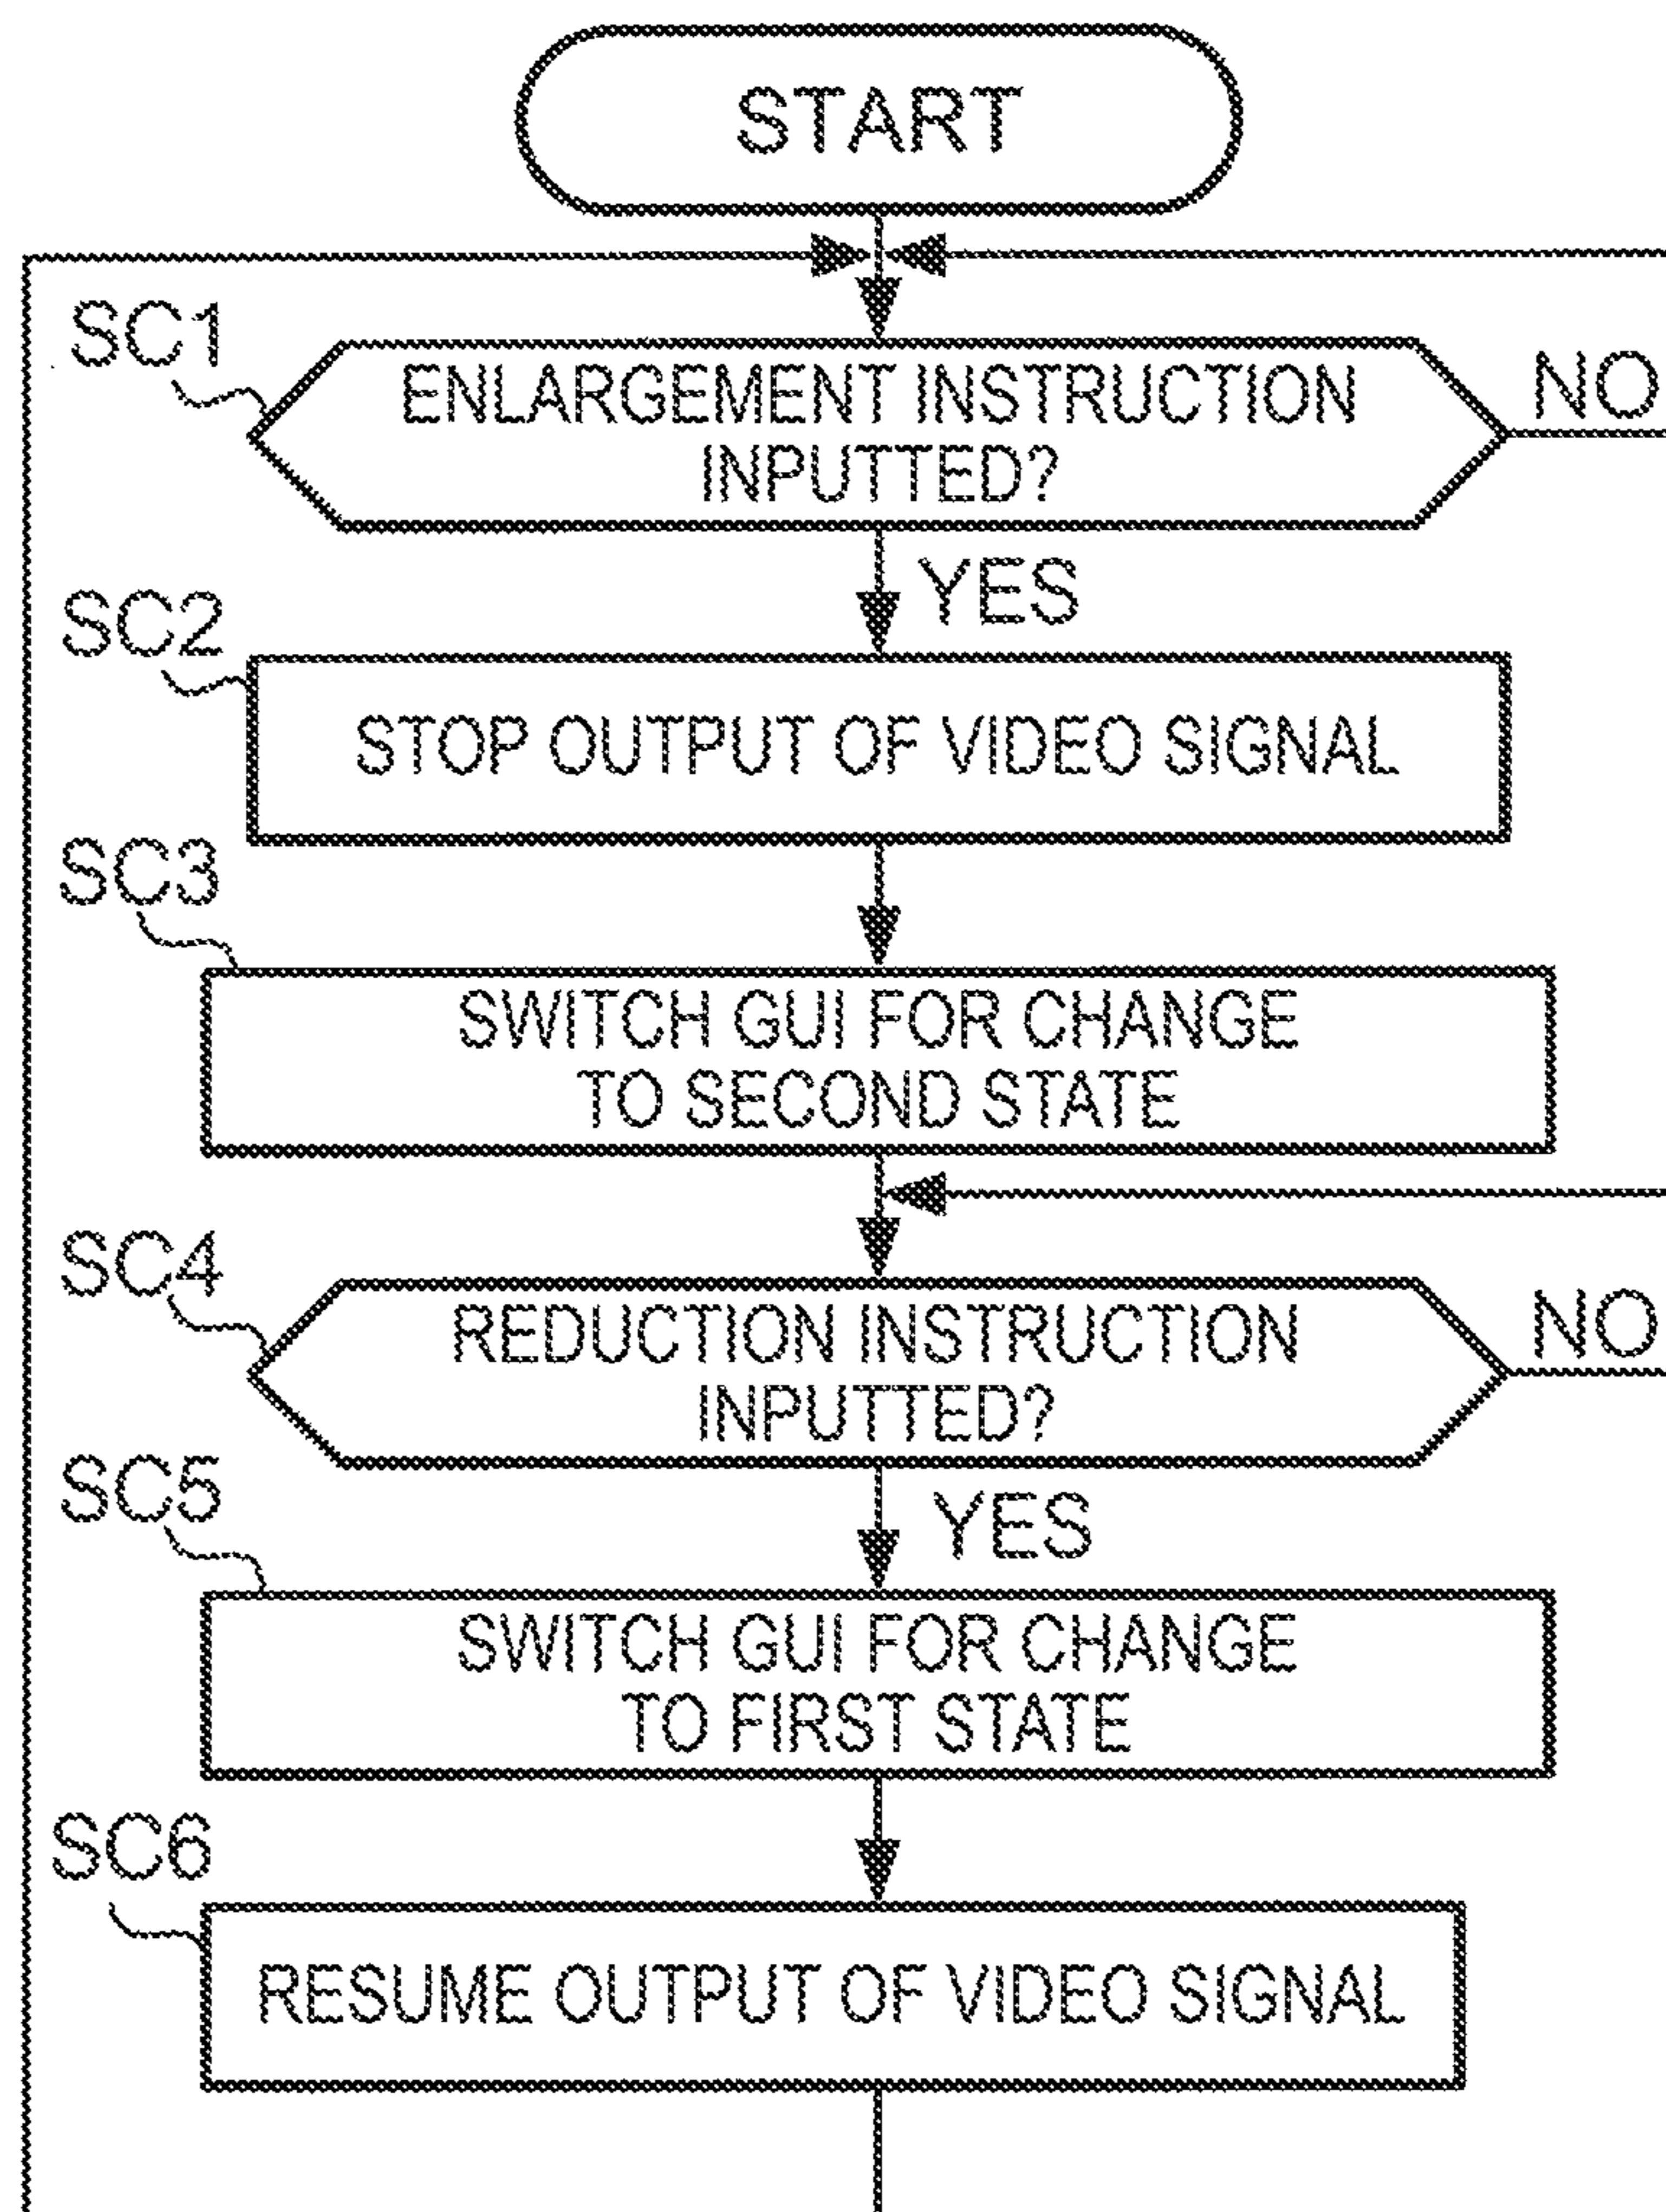 START
SC1
ENLARGEMENT INSTRUCTION
INPUTTED?
NO
YES
SC2
STOP OUTPUT OF VIDEO SIGNAL
SC3
SWITCH GUI FOR CHANGE
TO SECOND STATE
SC4
REDUCTION INSTRUCTION
INPUTTED?
NO
YES
SC5
SWITCH GUI FOR CHANGE
TO FIRST STATE
SC6
RESUME OUTPUT OF VIDEO SIGNAL